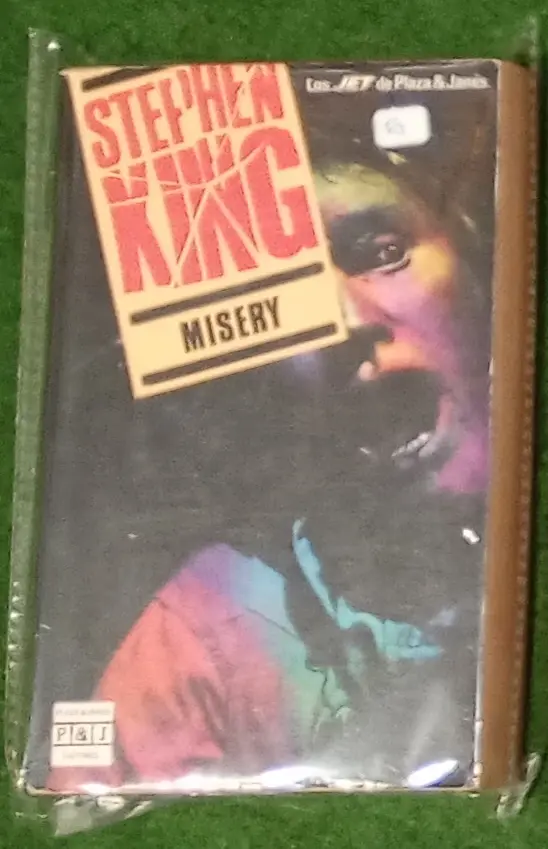 Los JET de Plaza & Janés
STEPHEN
KING
MISERY
P & J